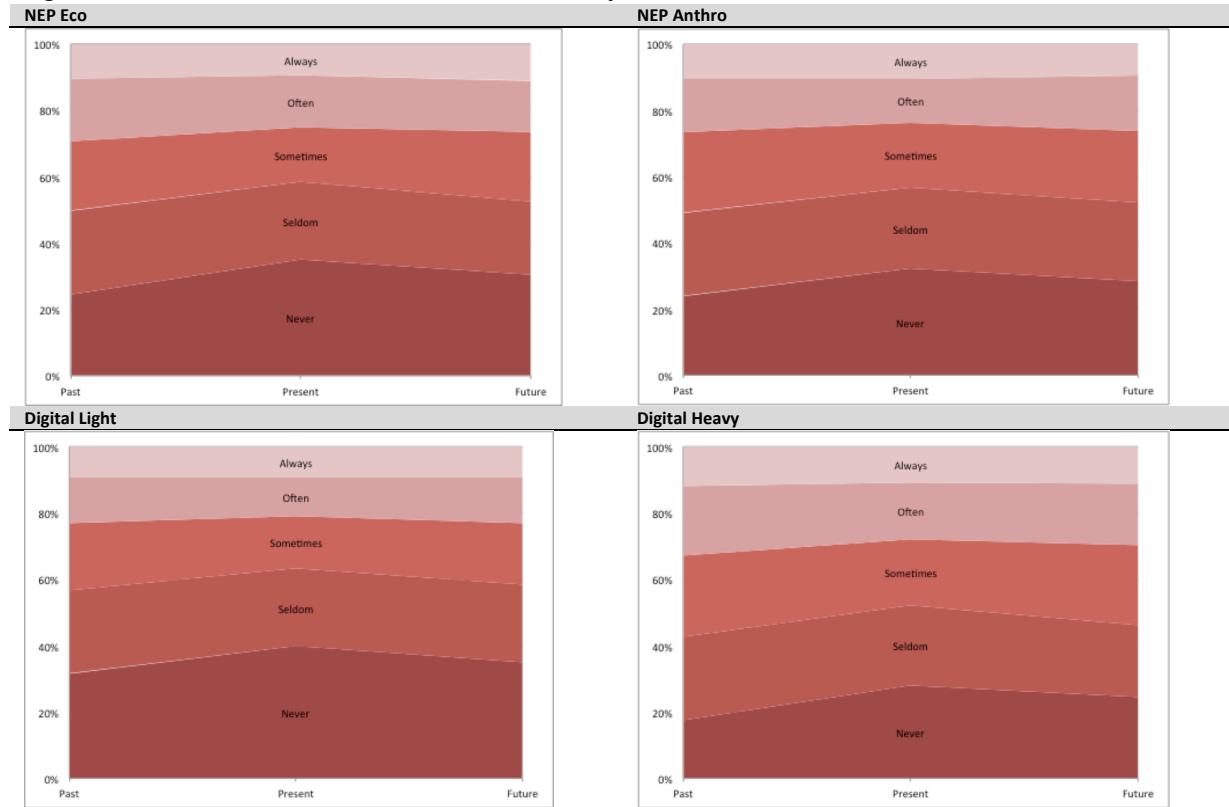 NEP Eco
NEP Anthro
100%
80%
60%
40%
20%
0%
Always
Often
Sometimes
Seldom
Never
Past
Present
Future
100%
80%
60%
40%
20%
0%
Always
Often
Sometimes
Seldom
Never
Past
Present
Future
Digital Light
Digital Heavy
100%
80%
60%
40%
20%
0%
Always
Often
Sometimes
Seldom
Never
Past
Present
Future
100%
80%
60%
40%
20%
0%
Always
Often
Sometimes
Seldom
Never
Past
Present
Future